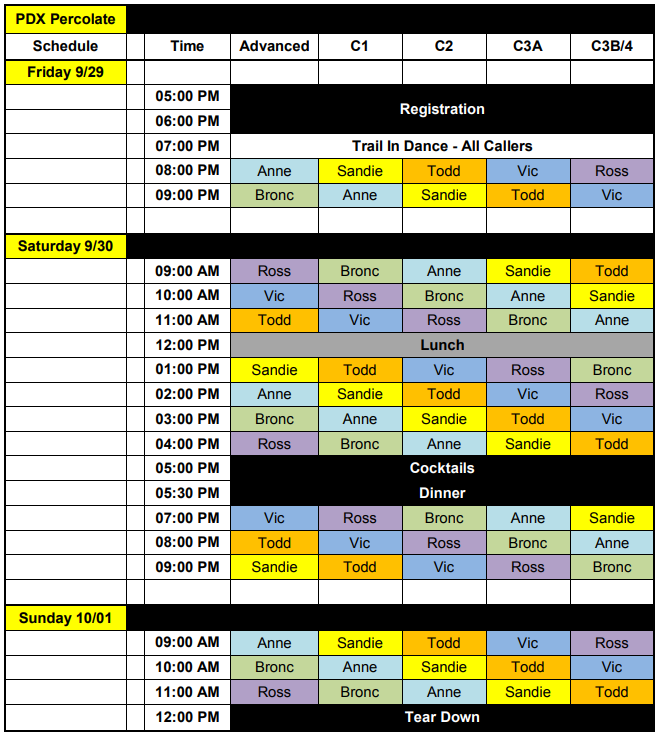 PDX Percolate
Schedule Time Advanced C1 C2 C3A C3B/4
Friday 9/29
05:00 PM
Registration
06:00 PM
07:00 PM Trail In Dance - All Callers
08:00 PM Anne Sandie Todd Vic Ross
09:00 PM Bronc Anne Sandie Todd Vic
Saturday 9/30
09:00 AM Ross Bronc Anne Sandie Todd
10:00 AM Vic Ross Bronc Anne Sandie
11:00 AM Todd Vic Ross Bronc Anne
12:00 PM Lunch
01:00 PM Sandie Todd Vic Ross Bronc
02:00 PM Anne Sandie Todd Vic Ross
03:00 PM Bronc Anne Sandie Todd Vic
04:00 PM Ross Bronc Anne Sandie Todd
05:00 PM Cocktails
05:30 PM Dinner
07:00 PM Vic Ross Bronc Anne Sandie
08:00 PM Todd Vic Ross Bronc Anne
09:00 PM Sandie Todd Vic Ross Bronc
Sunday 10/01
09:00 AM Anne Sandie Todd Vic Ross
10:00 AM Bronc Anne Sandie Todd Vic
11:00 AM Ross Bronc Anne Sandie Todd
12:00 PM Tear Down